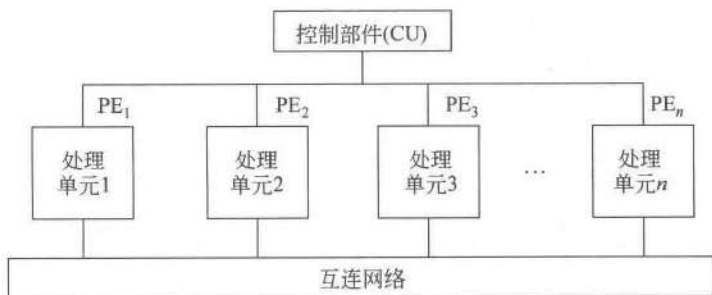 控制部件(CU)
PE1 PE2 PE3 PEn
处理 处理 处理 处理
单元1 单元2 单元3 … 单元n
互连网络